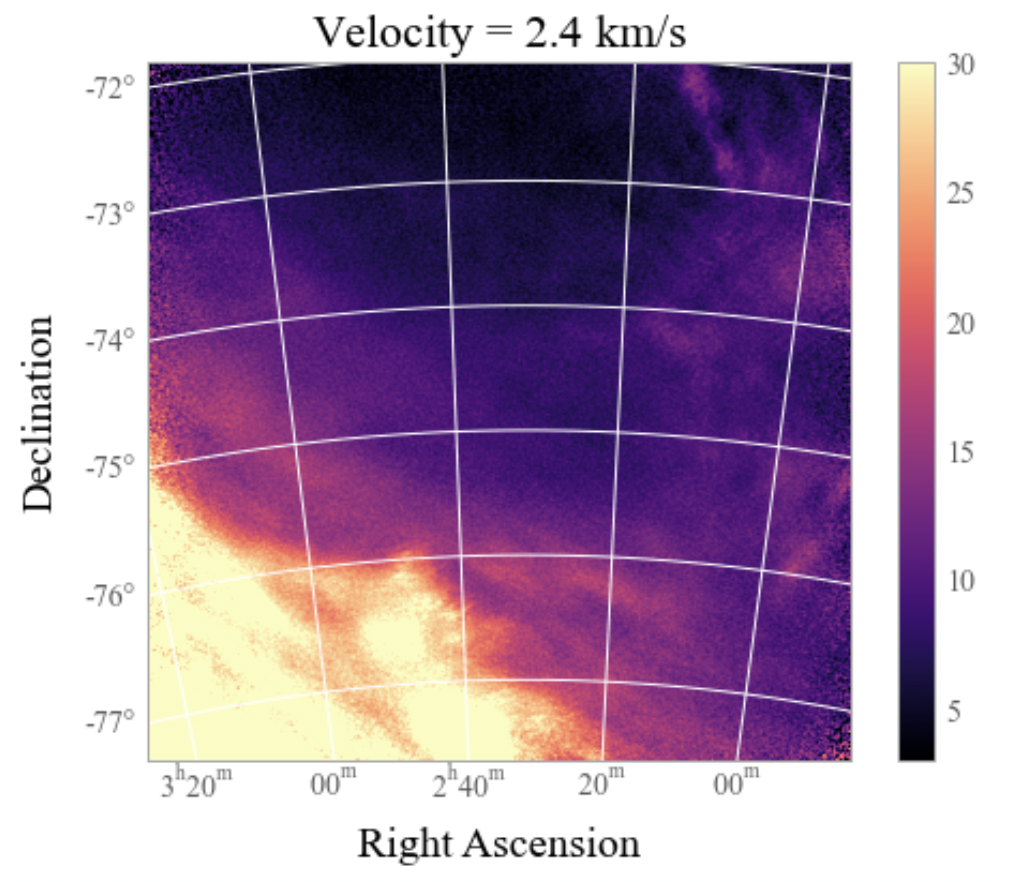 Velocity = 2.4 km/s
-72°
-73°
-74°
-75°
-76°
-77°
Declination
3h20m
00m
2h40m
20m
00m
Right Ascension
30
25
20
15
10
5